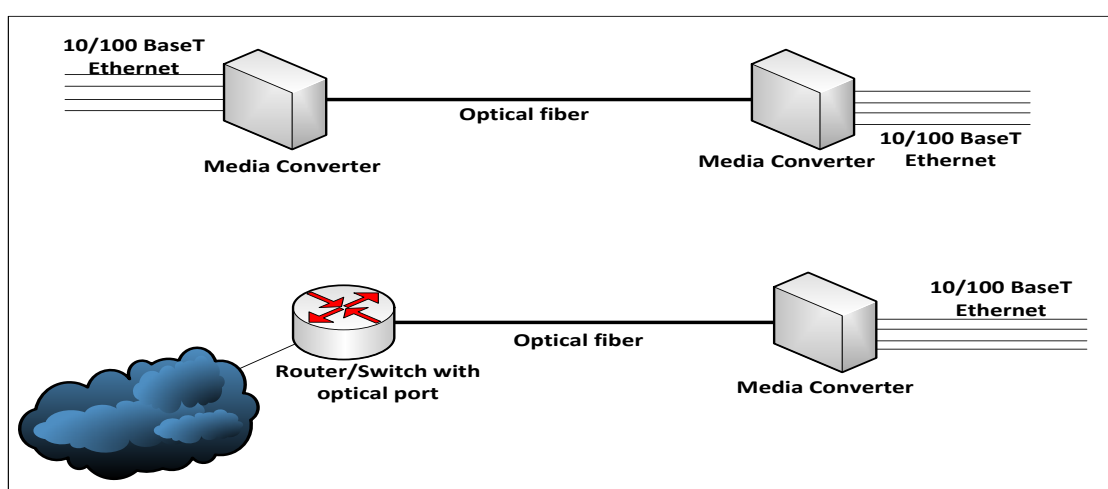 10/100 BaseT
Ethernet
Optical fiber
Media Converter
Media Converter
10/100 BaseT
Ethernet
10/100 BaseT
Ethernet
Optical fiber
Router/Switch with
optical port
Media Converter